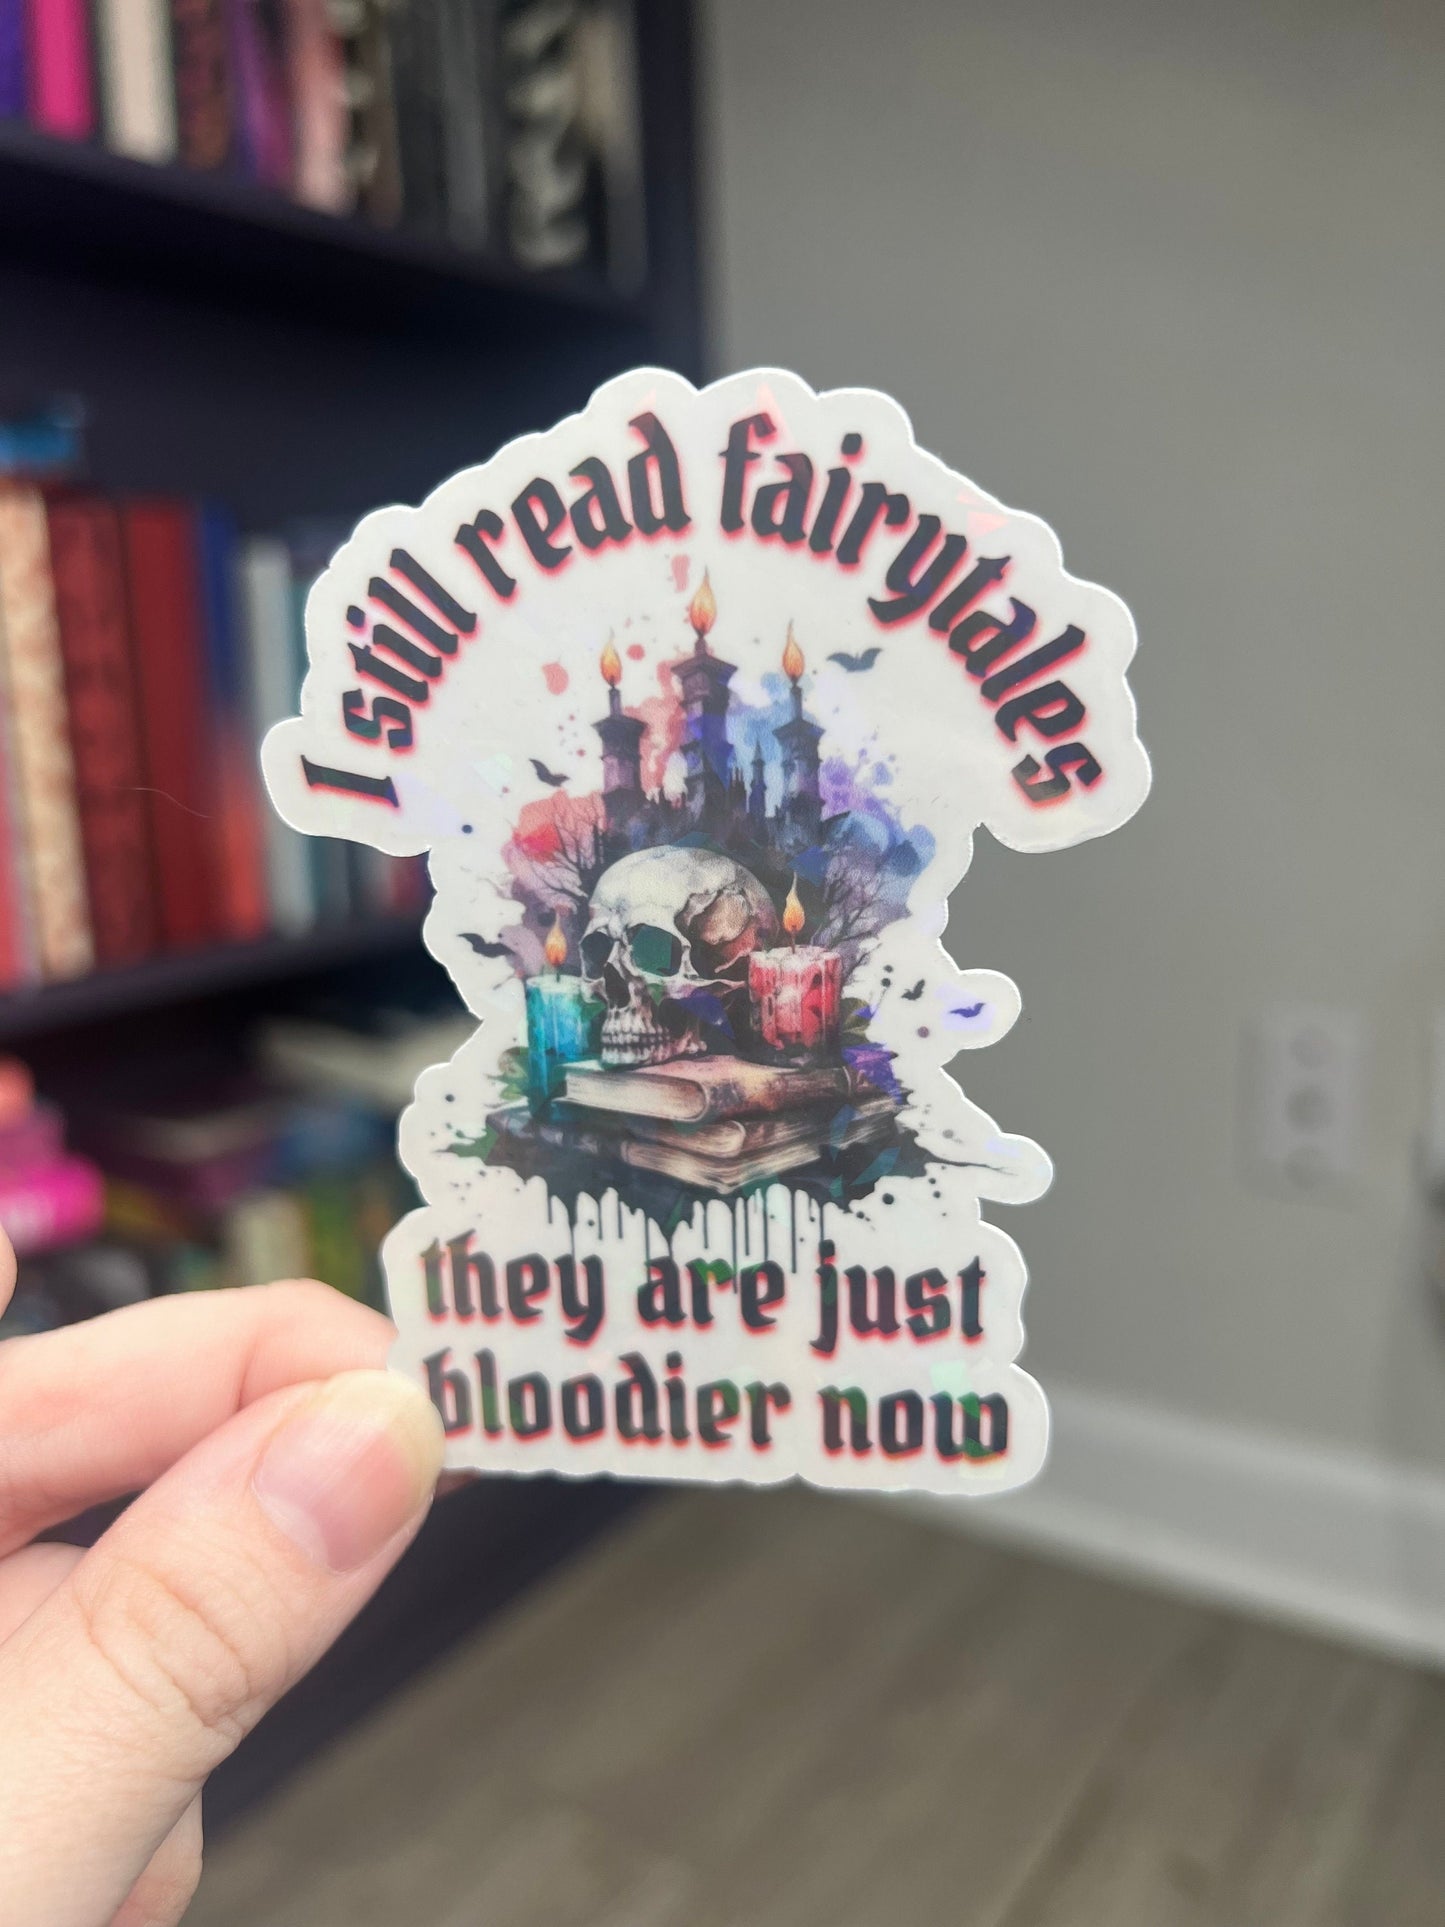 I still read fairytales
they are just
bloodier now